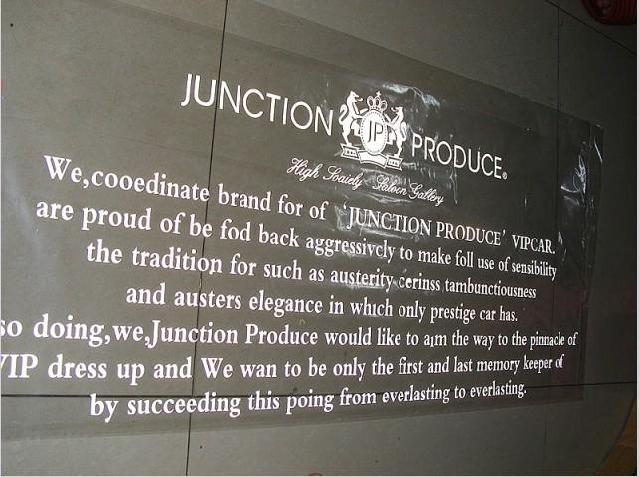 JUNCTION PRODUCE®
JP
High Society Saloon Gallery
We,cooedinate brand for of 'JUNCTION PRODUCE' VIPCAR.
are proud of be fod back aggressivcly to make foll use of sensibility
the tradition for such as austerity cerinss tambunctiousness
and austers elegance in which only prestige car has.
so doing,we,Junction Produce would like to aim the way to the pinnacle of
VIP dress up and We wan to be only the first and last memory keeper of
by succeeding this poing from everlasting to everlasting.